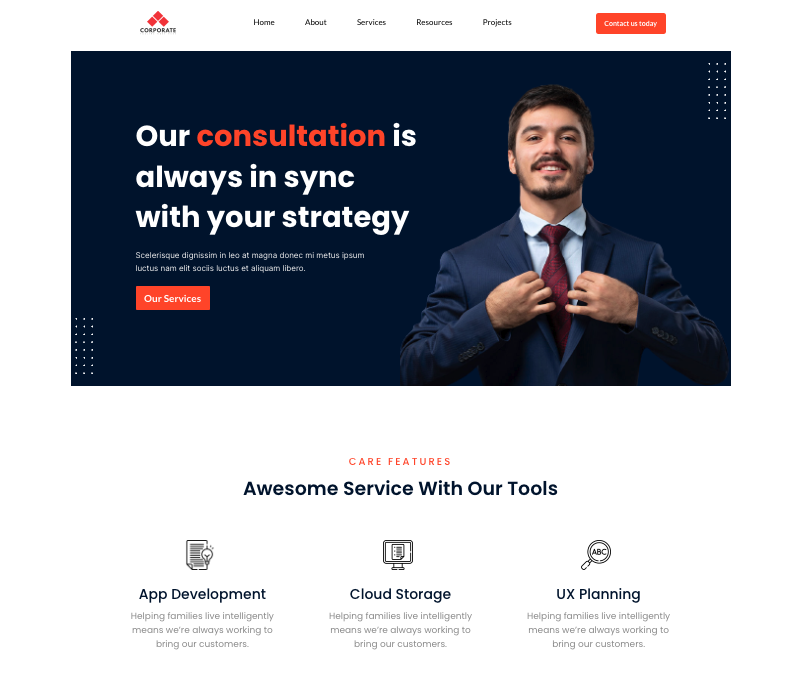 CORPORATE
Home
About
Services
Resources
Projects
Contact us today
Our consultation is
always in sync
with your strategy
Scelerisque dignissim in leo at magna donec mi metus ipsum
luctus nam elit sociis luctus et aliquam libero.
Our Services
CARE FEATURES
Awesome Service With Our Tools
ABC
App Development
Helping families live intelligently
means we’re always working to
bring our customers.
Cloud Storage
Helping families live intelligently
means we’re always working to
bring our customers.
UX Planning
Helping families live intelligently
means we’re always working to
bring our customers.